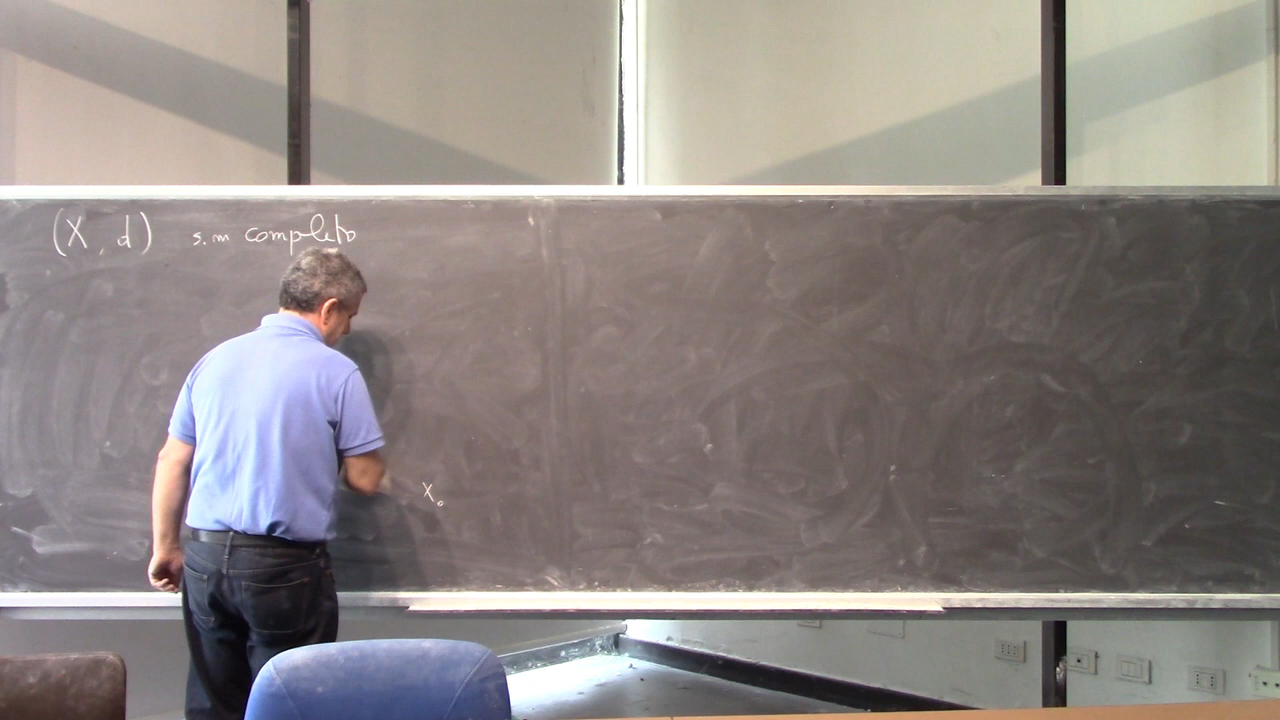 (X, d) s.m completo
X₀